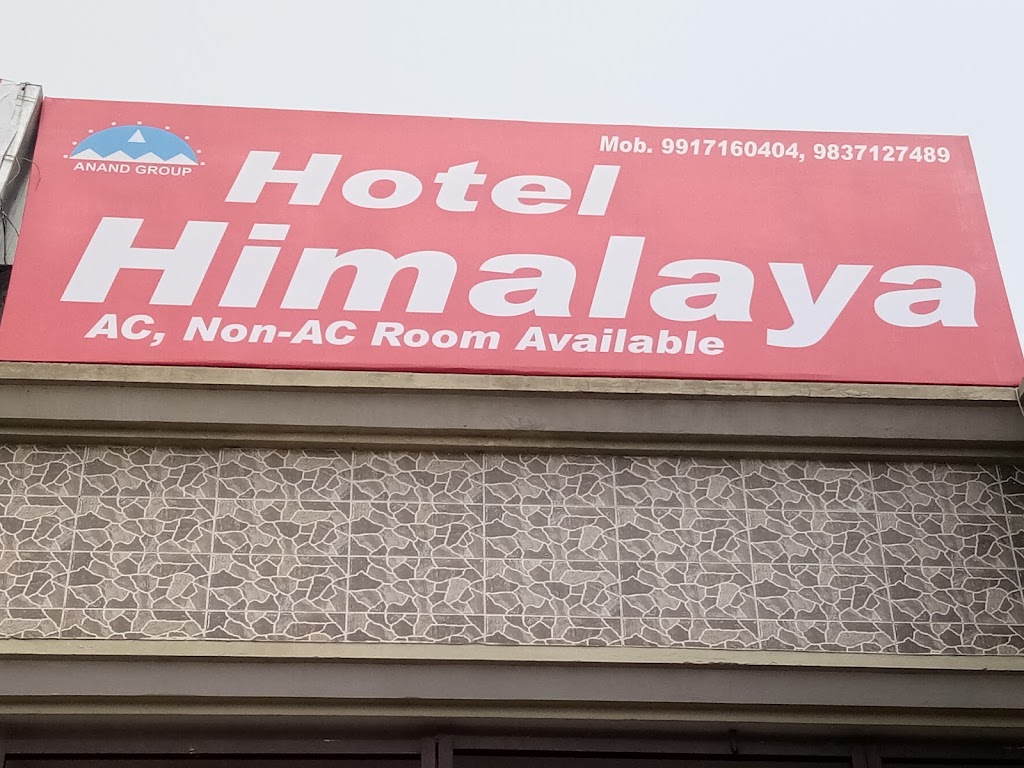 ANAND GROUP
Mob. 9917160404, 9837127489
Hotel
Himalaya
AC, Non-AC Room Available